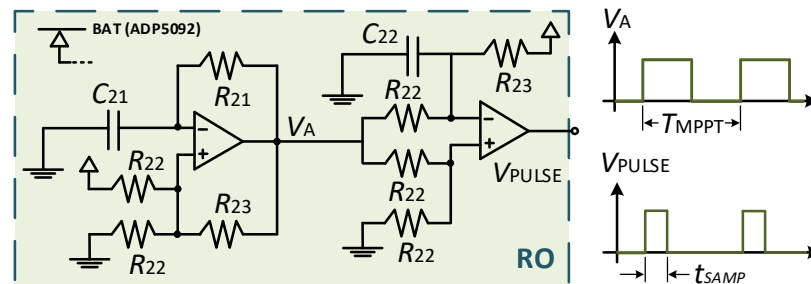 BAT (ADP5092)
C21
R21
R22
R22
R23
VA
C22
R23
R22
R22
R22
VPULSE
RO
VA
TMPPT
VPULSE
tSAMP